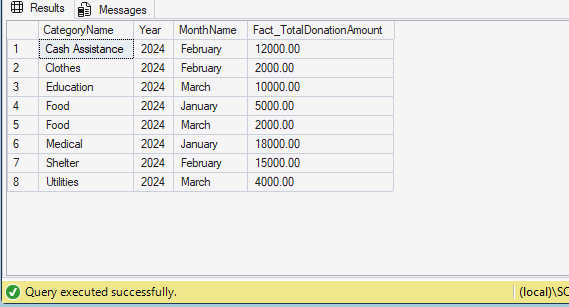 Results Messages
CategoryName Year MonthName Fact_TotalDonationAmount
1 Cash Assistance 2024 February 12000.00
2 Clothes 2024 February 2000.00
3 Education 2024 March 10000.00
4 Food 2024 January 5000.00
5 Food 2024 March 2000.00
6 Medical 2024 January 18000.00
7 Shelter 2024 February 15000.00
8 Utilities 2024 March 4000.00
Query executed successfully. (local)\SC